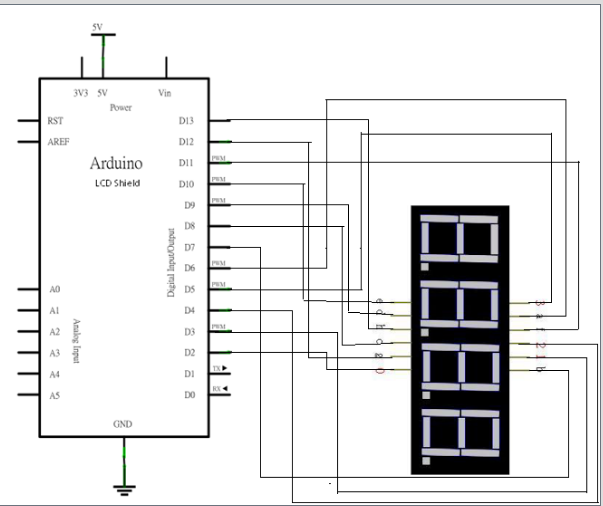 5V
3V3 5V Vin
Power
RST D13
AREF D12
Arduino
PWM D11
LCD Shield
PWM D10
PWM D9
D8
D7
Digital Input/Output
PWM D6
PWM D5
A0
A1 D4
A2 PWM D3
A3 D2
A4 D1 TX
A5 D0 RX
Analog Input
GND
e 3
d a
f
c 2
g 1
0 b